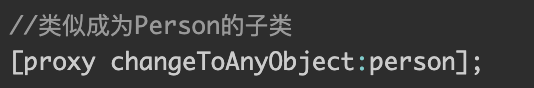 //类似成为Person的子类
[proxy changeToAnyObject:person];